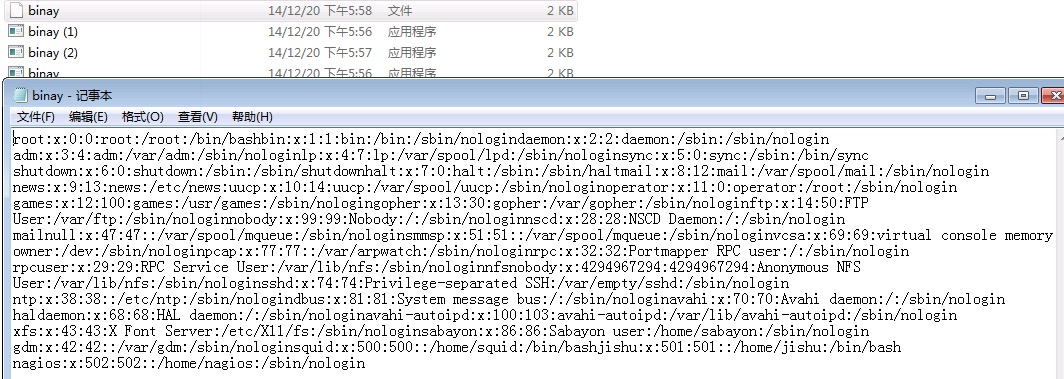 binay 14/12/20 下午5:58 文件 2 KB
binay (1) 14/12/20 下午5:56 应用程序 2 KB
binay (2) 14/12/20 下午5:57 应用程序 2 KB
binay 14/12/20 下午5:56 应用程序 2 KB
binay - 记事本
文件(F) 编辑(E) 格式(O) 查看(V) 帮助(H)
root:x:0:0:root:/root:/bin/bashbin:x:1:1:bin:/bin:/sbin/nologindaemon:x:2:2:daemon:/sbin:/sbin/nologin
adm:x:3:4:adm:/var/adm:/sbin/nologinlp:x:4:7:lp:/var/spool/lpd:/sbin/nologinsync:x:5:0:sync:/sbin:/bin/sync
shutdown:x:6:0:shutdown:/sbin:/sbin/shutdownhalt:x:7:0:halt:/sbin:/sbin/haltmail:x:8:12:mail:/var/spool/mail:/sbin/nologin
news:x:9:13:news:/etc/news:uucp:x:10:14:uucp:/var/spool/uucp:/sbin/nologinoperator:x:11:0:operator:/root:/sbin/nologin
games:x:12:100:games:/usr/games:/sbin/nologingopher:x:13:30:gopher:/var/gopher:/sbin/nologinftp:x:14:50:FTP
User:/var/ftp:/sbin/nologinnobody:x:99:99:Nobody:/:/sbin/nologinnscd:x:28:28:NSCD Daemon:/:/sbin/nologin
mailnull:x:47:47::/var/spool/mqueue:/sbin/nologinsmmsp:x:51:51::/var/spool/mqueue:/sbin/nologinvcsa:x:69:69:virtual console memory
owner:/dev:/sbin/nologinpcap:x:77:77::/var/arpwatch:/sbin/nologinrpc:x:32:32:Portmapper RPC user:/:/sbin/nologin
rpcuser:x:29:29:RPC Service User:/var/lib/nfs:/sbin/nologinnfsnobody:x:4294967294:4294967294:Anonymous NFS
User:/var/lib/nfs:/sbin/nologinsshd:x:74:74:Privilege-separated SSH:/var/empty/sshd:/sbin/nologin
ntp:x:38:38::/etc/ntp:/sbin/nologindbus:x:81:81:System message bus:/:/sbin/nologinavahi:x:70:70:Avahi daemon:/:/sbin/nologin
haldaemon:x:68:68:HAL daemon:/:/sbin/nologinavahi-autoipd:x:100:103:avahi-autoipd:/var/lib/avahi-autoipd:/sbin/nologin
xfs:x:43:43:X Font Server:/etc/X11/fs:/sbin/nologinsabayon:x:86:86:Sabayon user:/home/sabayon:/sbin/nologin
gdm:x:42:42::/var/gdm:/sbin/nologinsquid:x:500:500::/home/squid:/bin/bashjishu:x:501:501::/home/jishu:/bin/bash
nagios:x:502:502::/home/nagios:/sbin/nologin